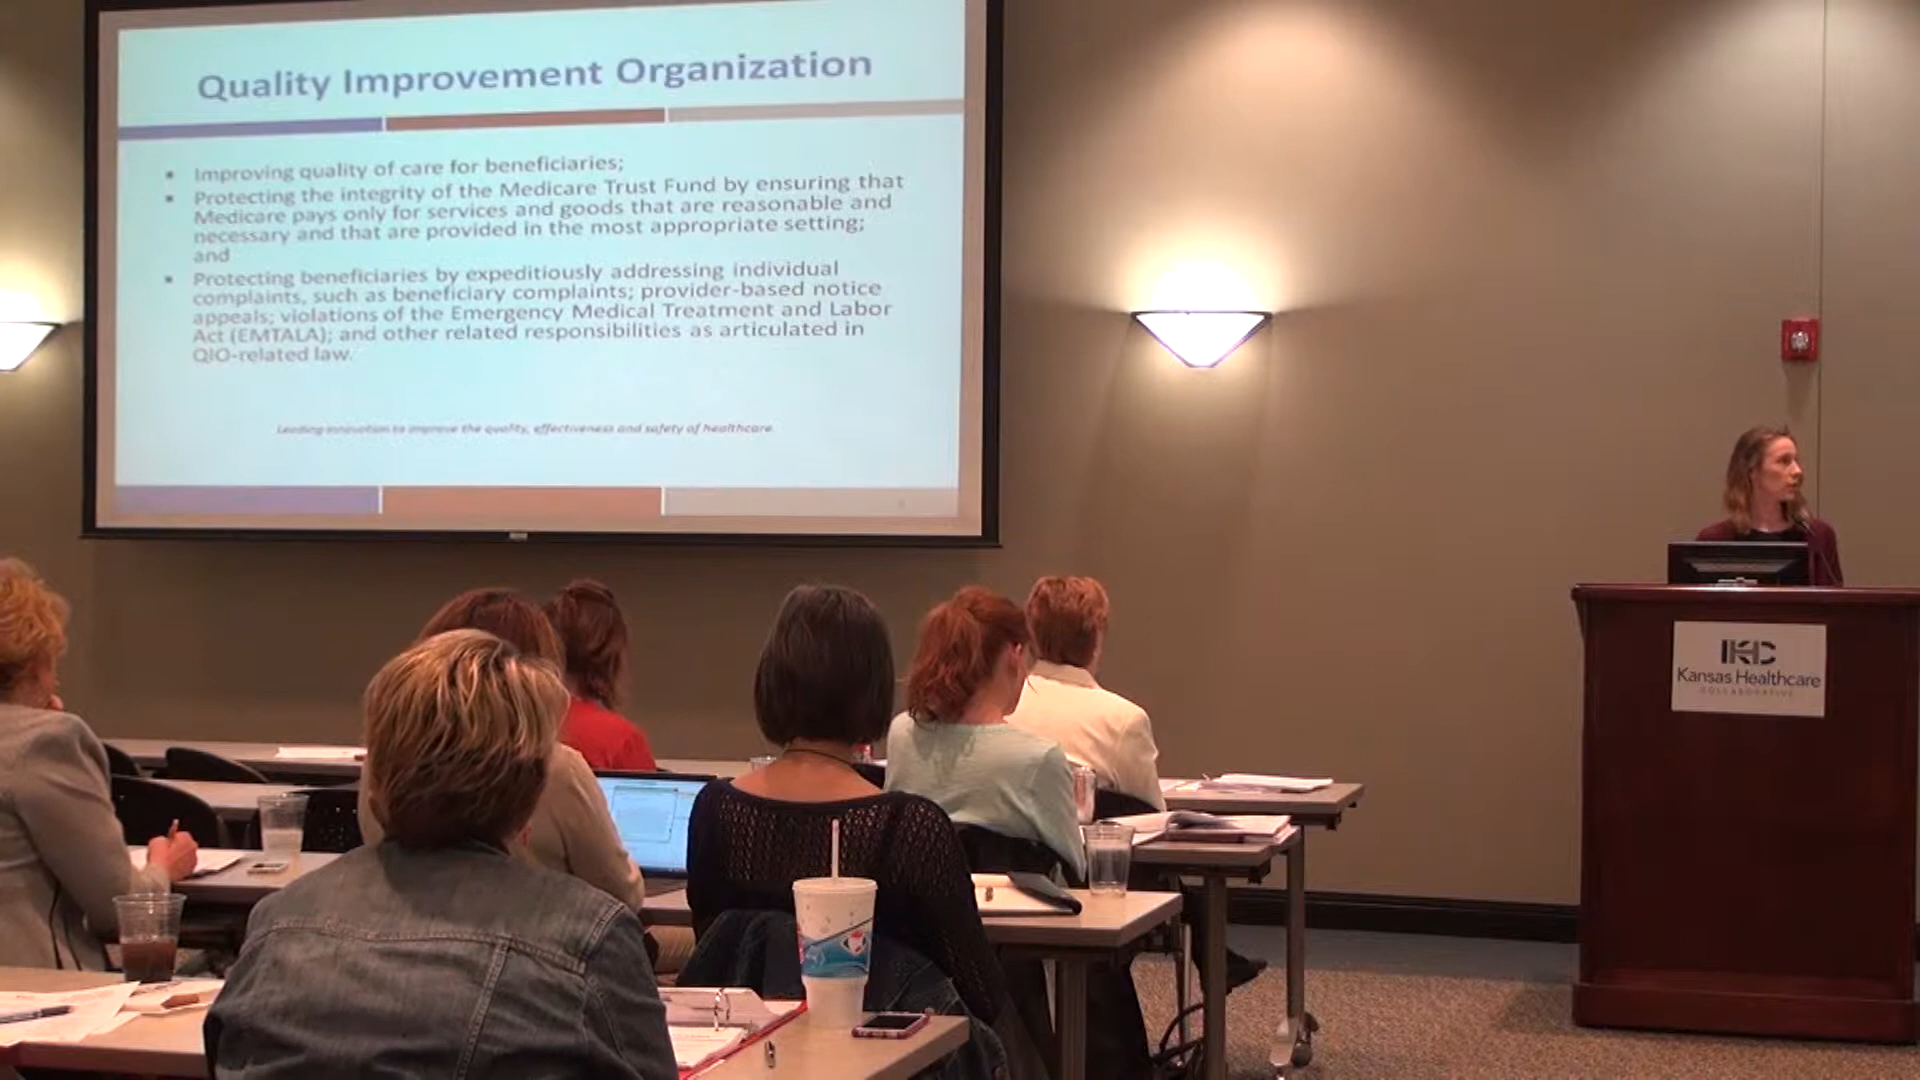 Quality Improvement Organization
Improving quality of care for beneficiaries;
Protecting the integrity of the Medicare Trust Fund by ensuring that
Medicare pays only for services and goods that are reasonable and
necessary and that are provided in the most appropriate setting;
and
Protecting beneficiaries by expeditiously addressing individual
complaints, such as beneficiary complaints; provider-based notice
appeals; violations of the Emergency Medical Treatment and Labor
Act (EMTALA); and other related responsibilities as articulated in
QIO-related law.
Leading innovation to improve the quality, effectiveness and safety of healthcare.
KHC
Kansas Healthcare
COLLABORATIVE